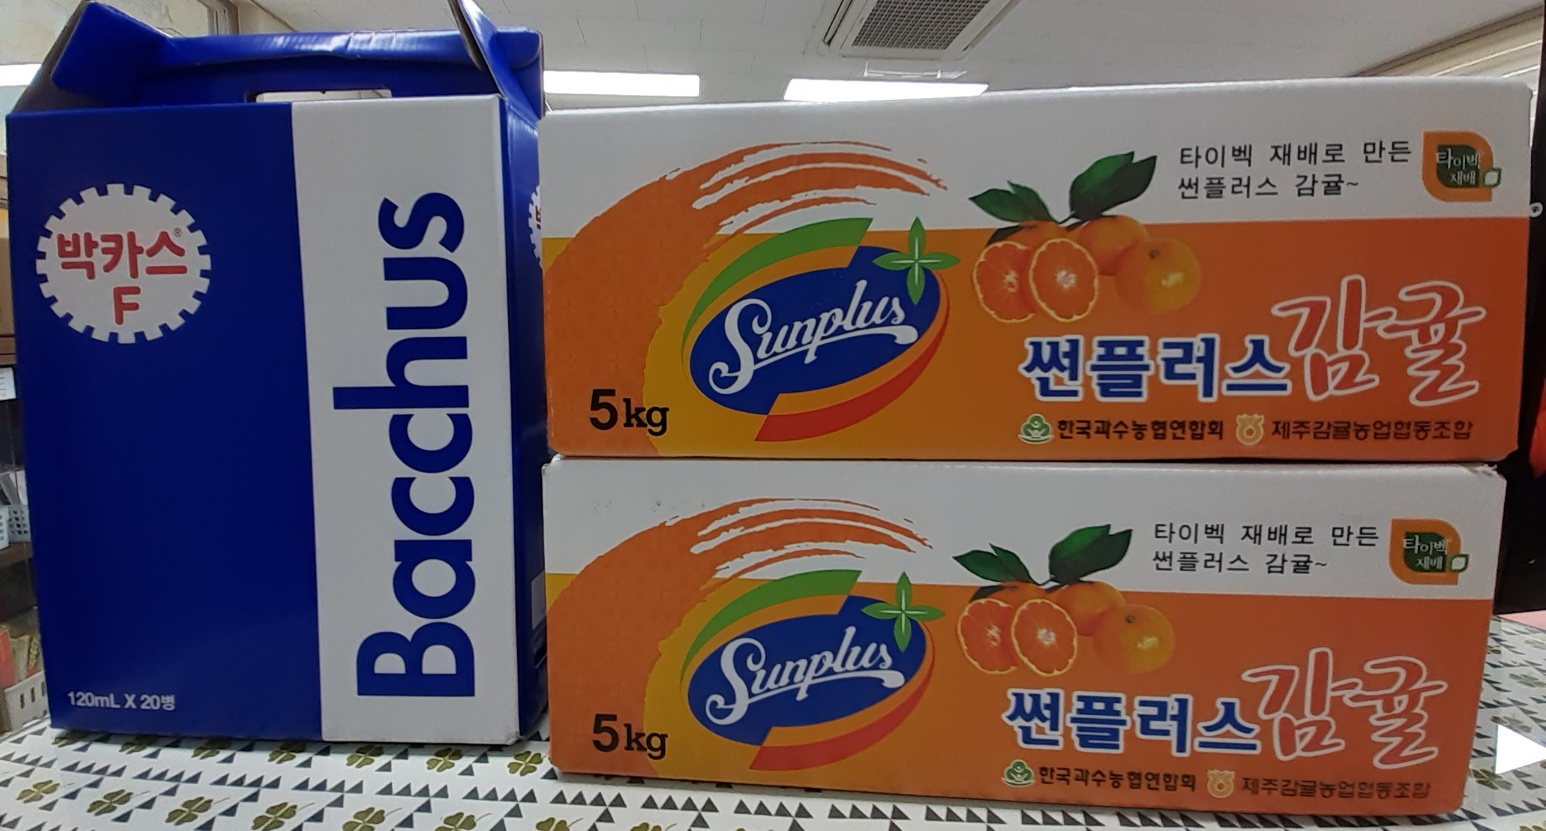 박카스®
F
Bacchus
120mL X 20병
타이벡 재배로 만든
썬플러스 감귤~
타이벡
재배
Sunplus
썬플러스 감귤
5kg
한국과수농협연합회 제주감귤농업협동조합
타이벡 재배로 만든
썬플러스 감귤~
타이벡
재배
Sunplus
썬플러스 감귤
5kg
한국과수농협연합회 제주감귤농업협동조합